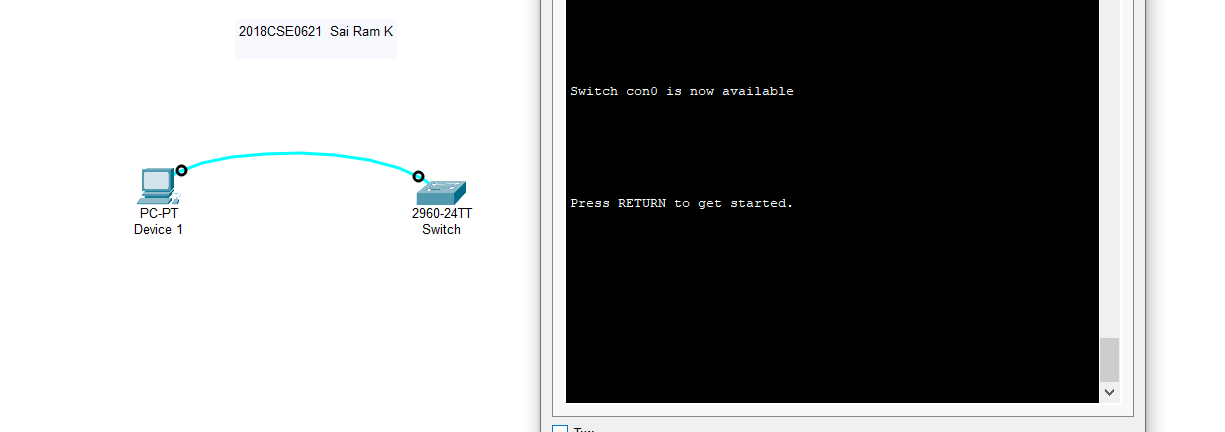 2018CSE0621 Sai Ram K
PC-PT
Device 1
2960-24TT
Switch
Switch con0 is now available
Press RETURN to get started.